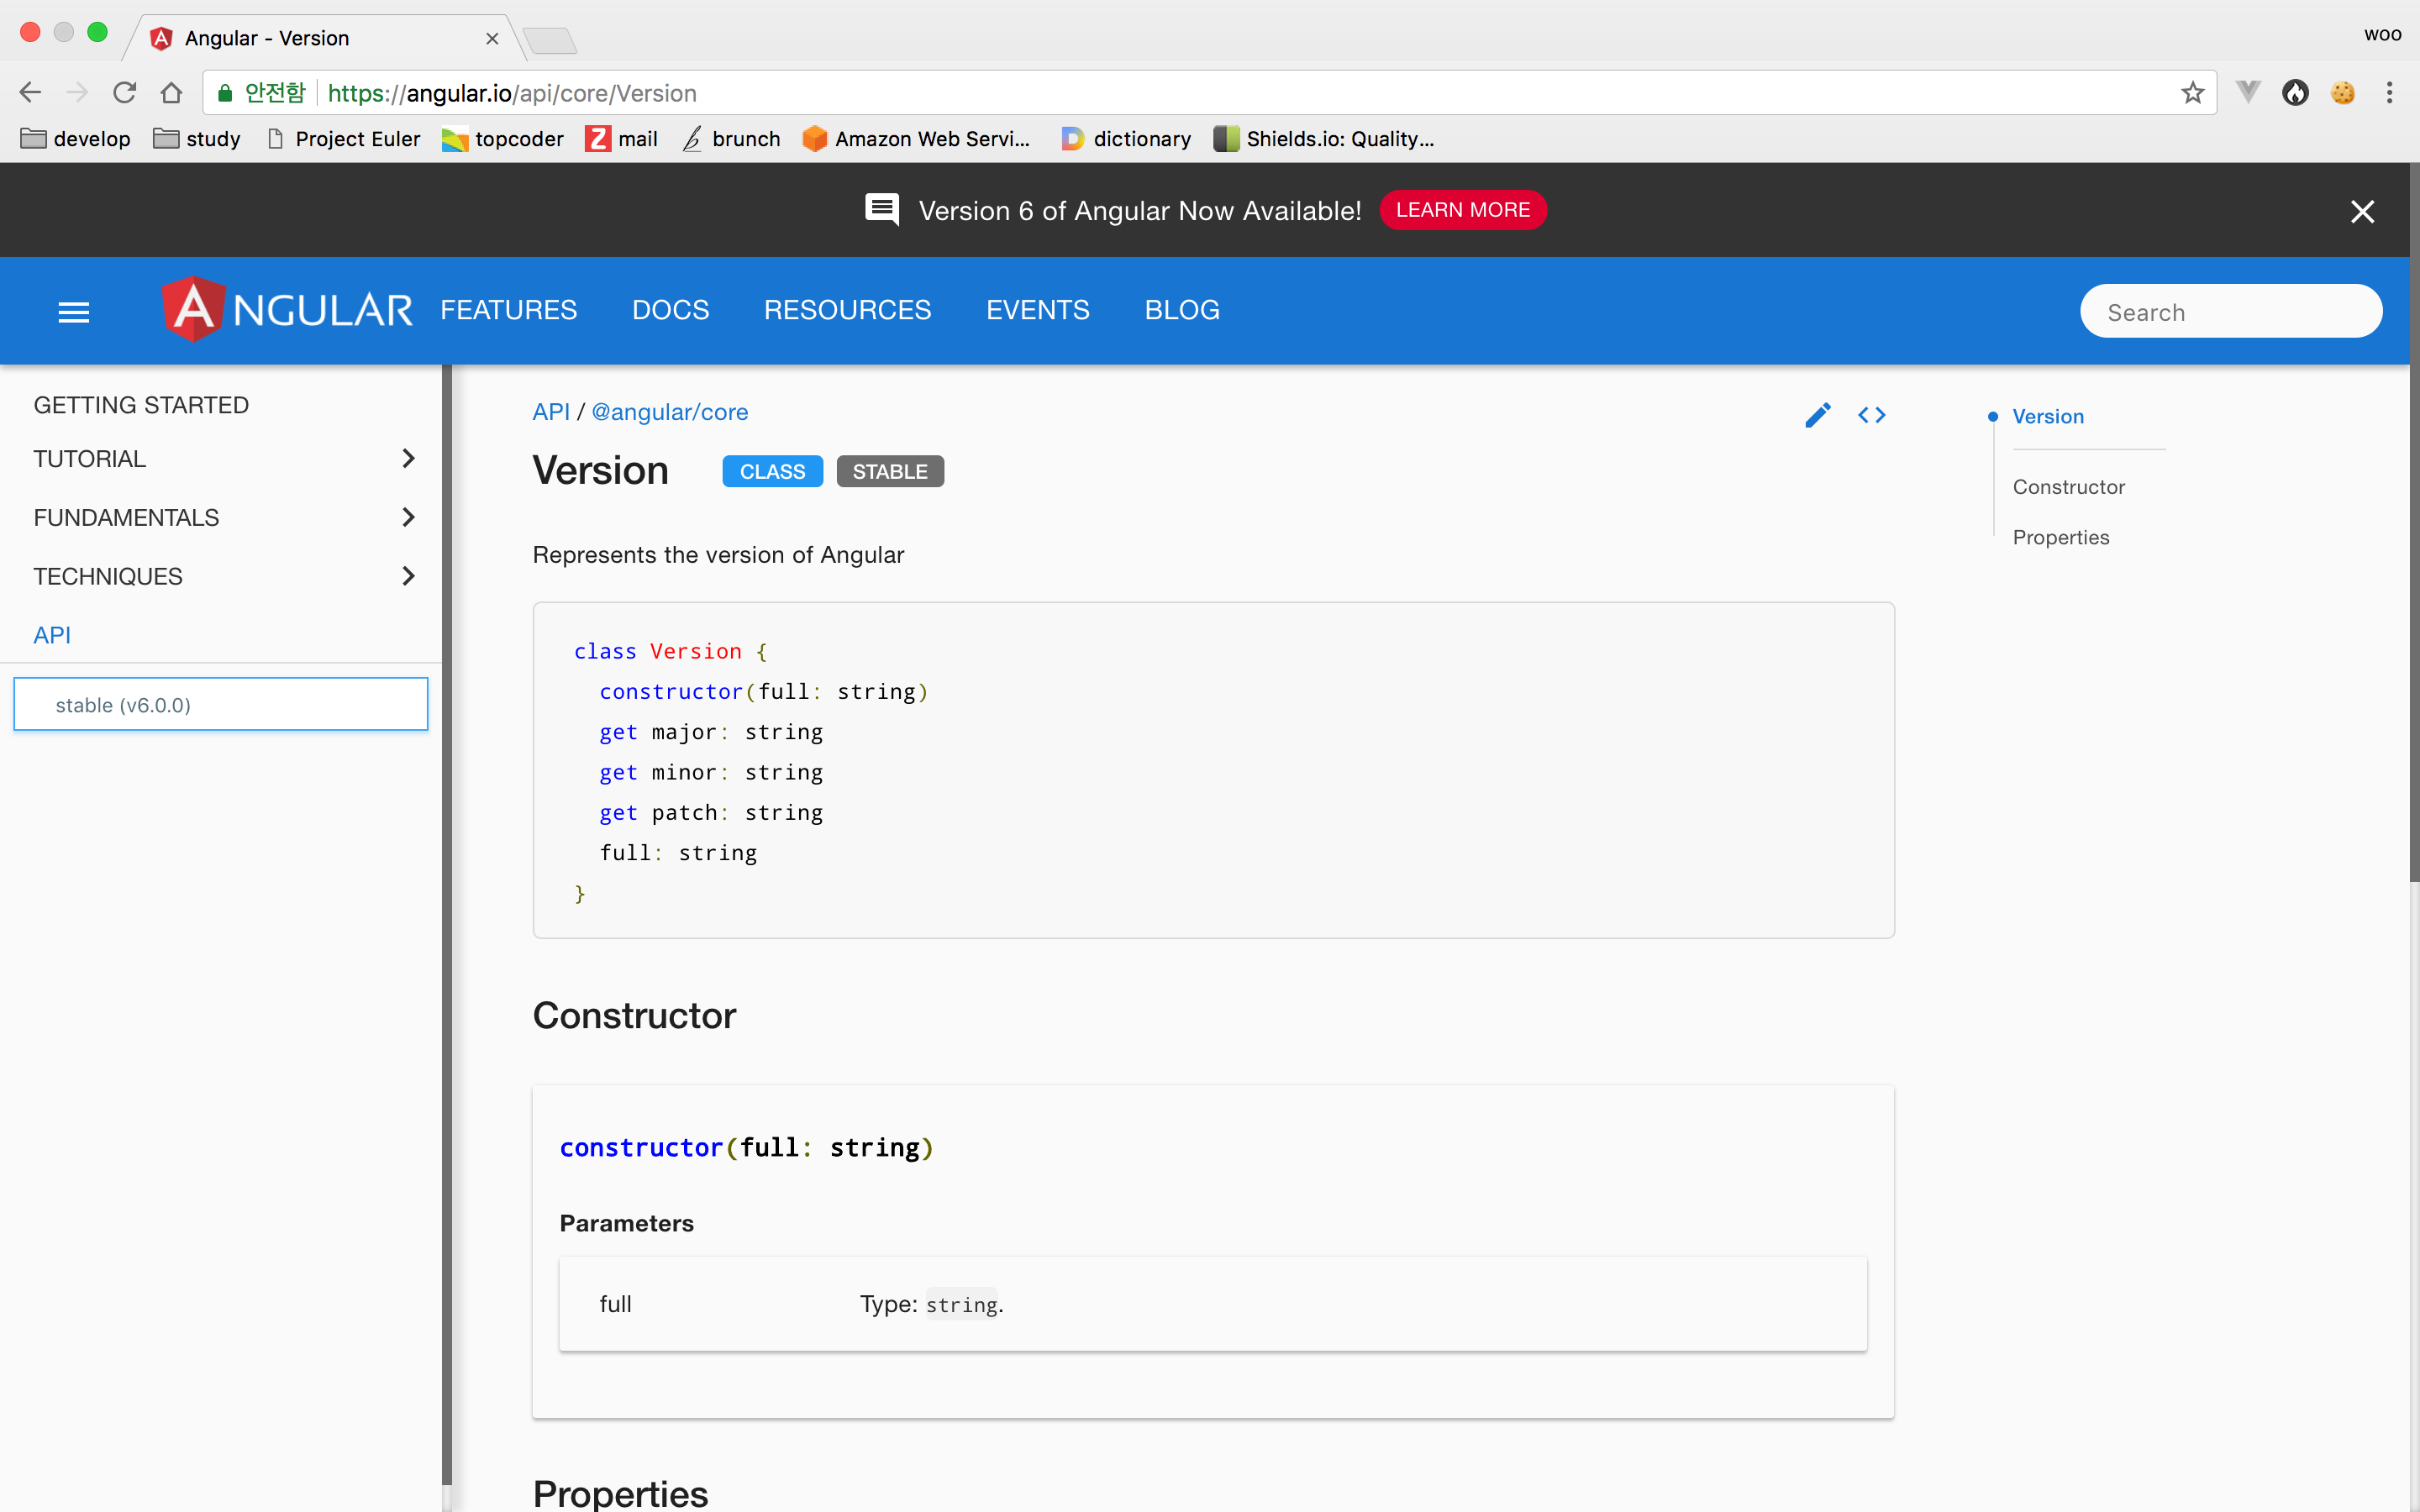 Angular - Version
woo
안전함 https://angular.io/api/core/Version
develop study Project Euler topcoder mail brunch Amazon Web Servi... dictionary Shields.io: Quality...
Version 6 of Angular Now Available! LEARN MORE
ANGULAR FEATURES DOCS RESOURCES EVENTS BLOG Search
GETTING STARTED
TUTORIAL
FUNDAMENTALS
TECHNIQUES
API
stable (v6.0.0)
API / @angular/core
Version CLASS STABLE
Represents the version of Angular
class Version {
  constructor(full: string)
  get major: string
  get minor: string
  get patch: string
  full: string
}
Constructor
constructor(full: string)
Parameters
full Type: string.
Properties
Version
Constructor
Properties